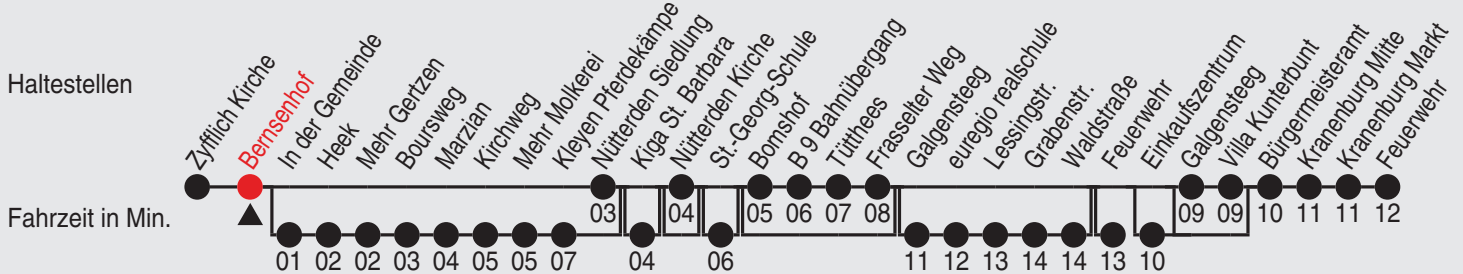 Haltestellen
Zyfflich Kirche
Bernsenhof
In der Gemeinde
Heek
Mehr Gertzen
Boursweg
Marzian
Kirchweg
Mehr Molkerei
Kleyen Pferdekämpe
Nütterden Siedlung
Kiga St. Barbara
Nütterden Kirche
St.-Georg-Schule
Bomshof
B 9 Bahnübergang
Tütthees
Frasselter Weg
Galgensteeg
euregio realschule
Lessingstr.
Grabenstr.
Waldstraße
Feuerwehr
Einkaufszentrum
Galgensteeg
Villa Kunterbunt
Bürgermeisteramt
Kranenburg Mitte
Kranenburg Markt
Feuerwehr
Fahrzeit in Min.
03 04 05 06 07 08 09 09 10 11 11 12
01 02 02 03 04 05 05 07 04 06 11 12 13 14 14 13 10